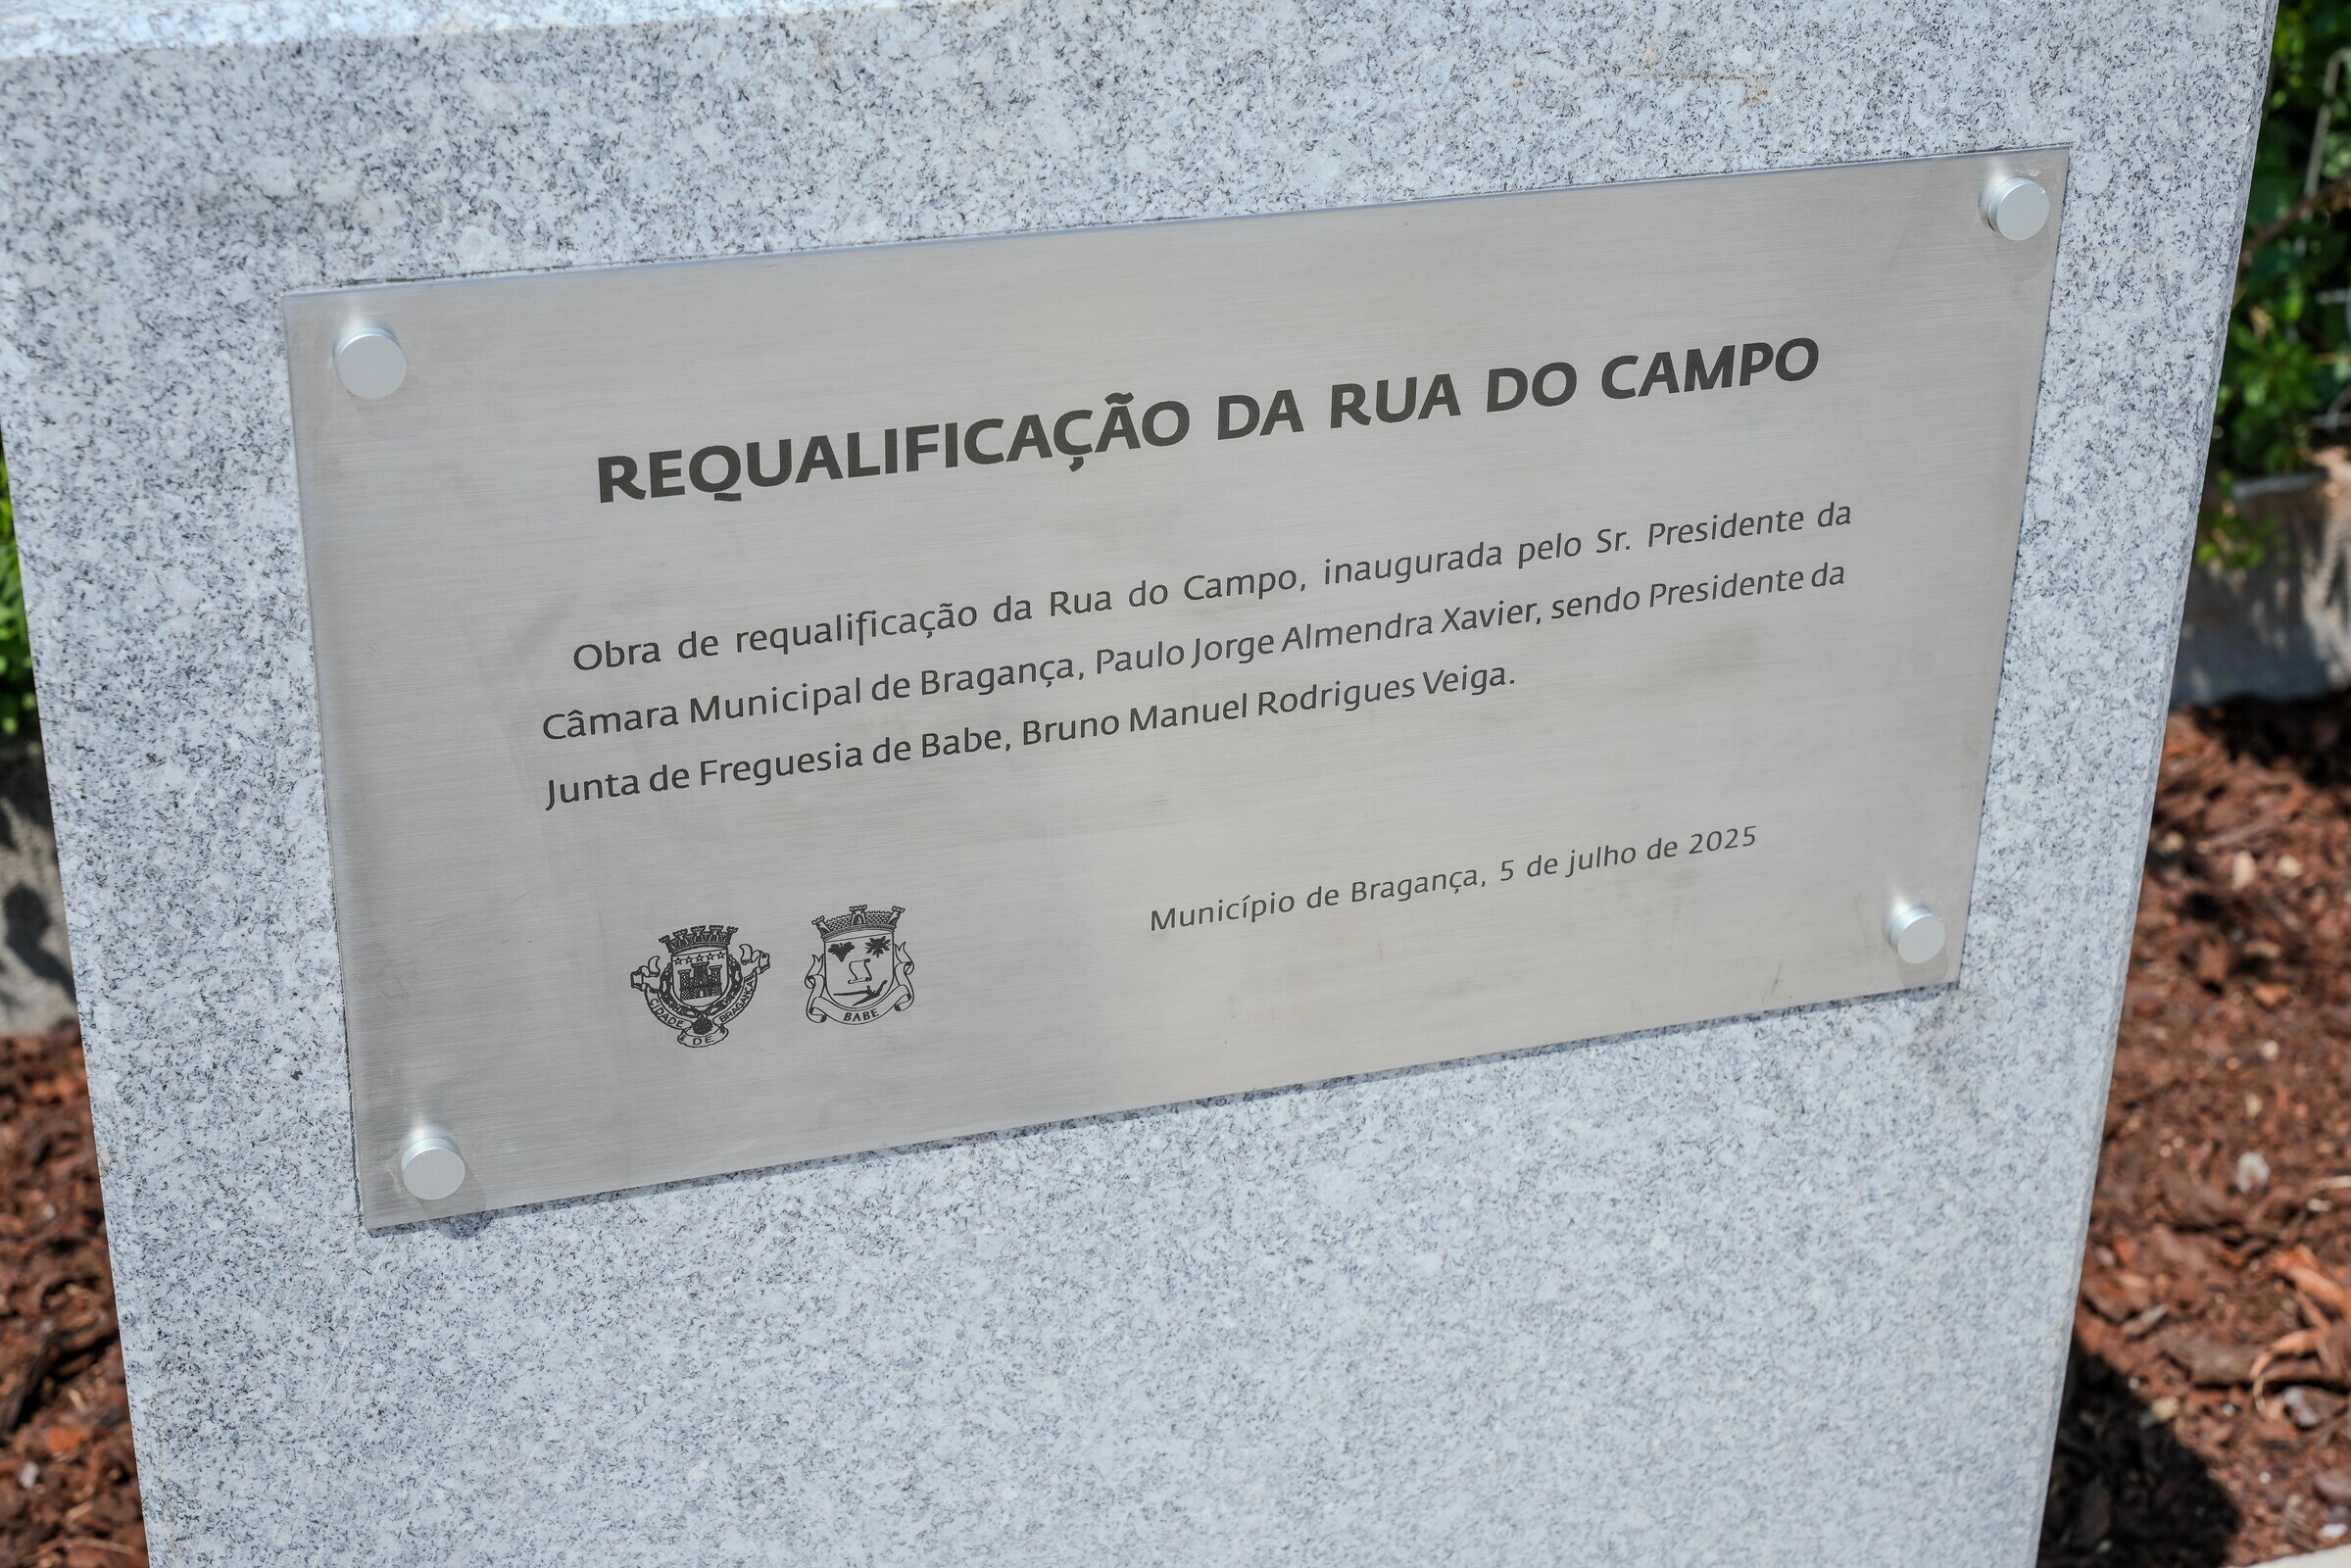 REQUALIFICAÇÃO DA RUA DO CAMPO
Obra de requalificação da Rua do Campo, inaugurada pelo Sr. Presidente da
Câmara Municipal de Bragança, Paulo Jorge Almendra Xavier, sendo Presidente da
Junta de Freguesia de Babe, Bruno Manuel Rodrigues Veiga.
Município de Bragança, 5 de julho de 2025
CIDADE DE BRAGANÇA
BABE